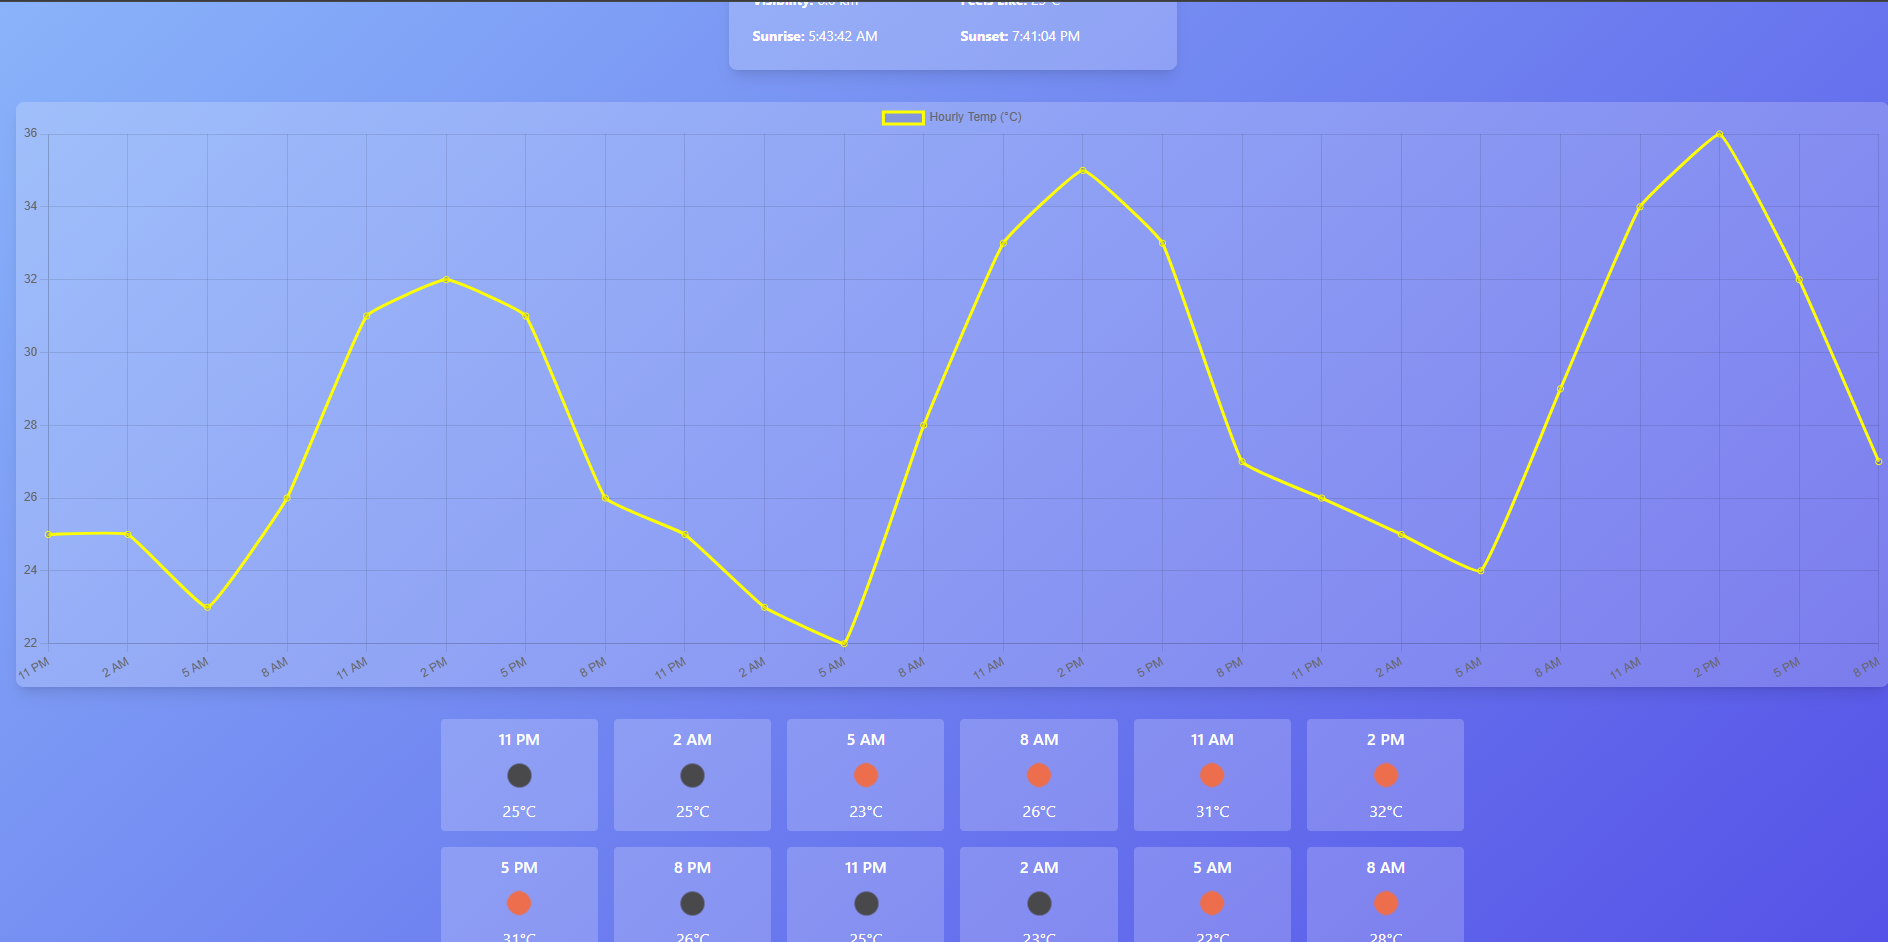 Visibility: 6.0 km Feels Like: 25°C
Sunrise: 5:43:42 AM Sunset: 7:41:04 PM
Hourly Temp (°C)
36
34
32
30
28
26
24
22
11 PM 2 AM 5 AM 8 AM 11 AM 2 PM 5 PM 8 PM 11 PM 2 AM 5 AM 8 AM 11 AM 2 PM 5 PM 8 PM 11 PM 2 AM 5 AM 8 AM 11 AM 2 PM 5 PM 8 PM
11 PM 2 AM 5 AM 8 AM 11 AM 2 PM
25°C 25°C 23°C 26°C 31°C 32°C
5 PM 8 PM 11 PM 2 AM 5 AM 8 AM
31°C 26°C 25°C 23°C 22°C 28°C